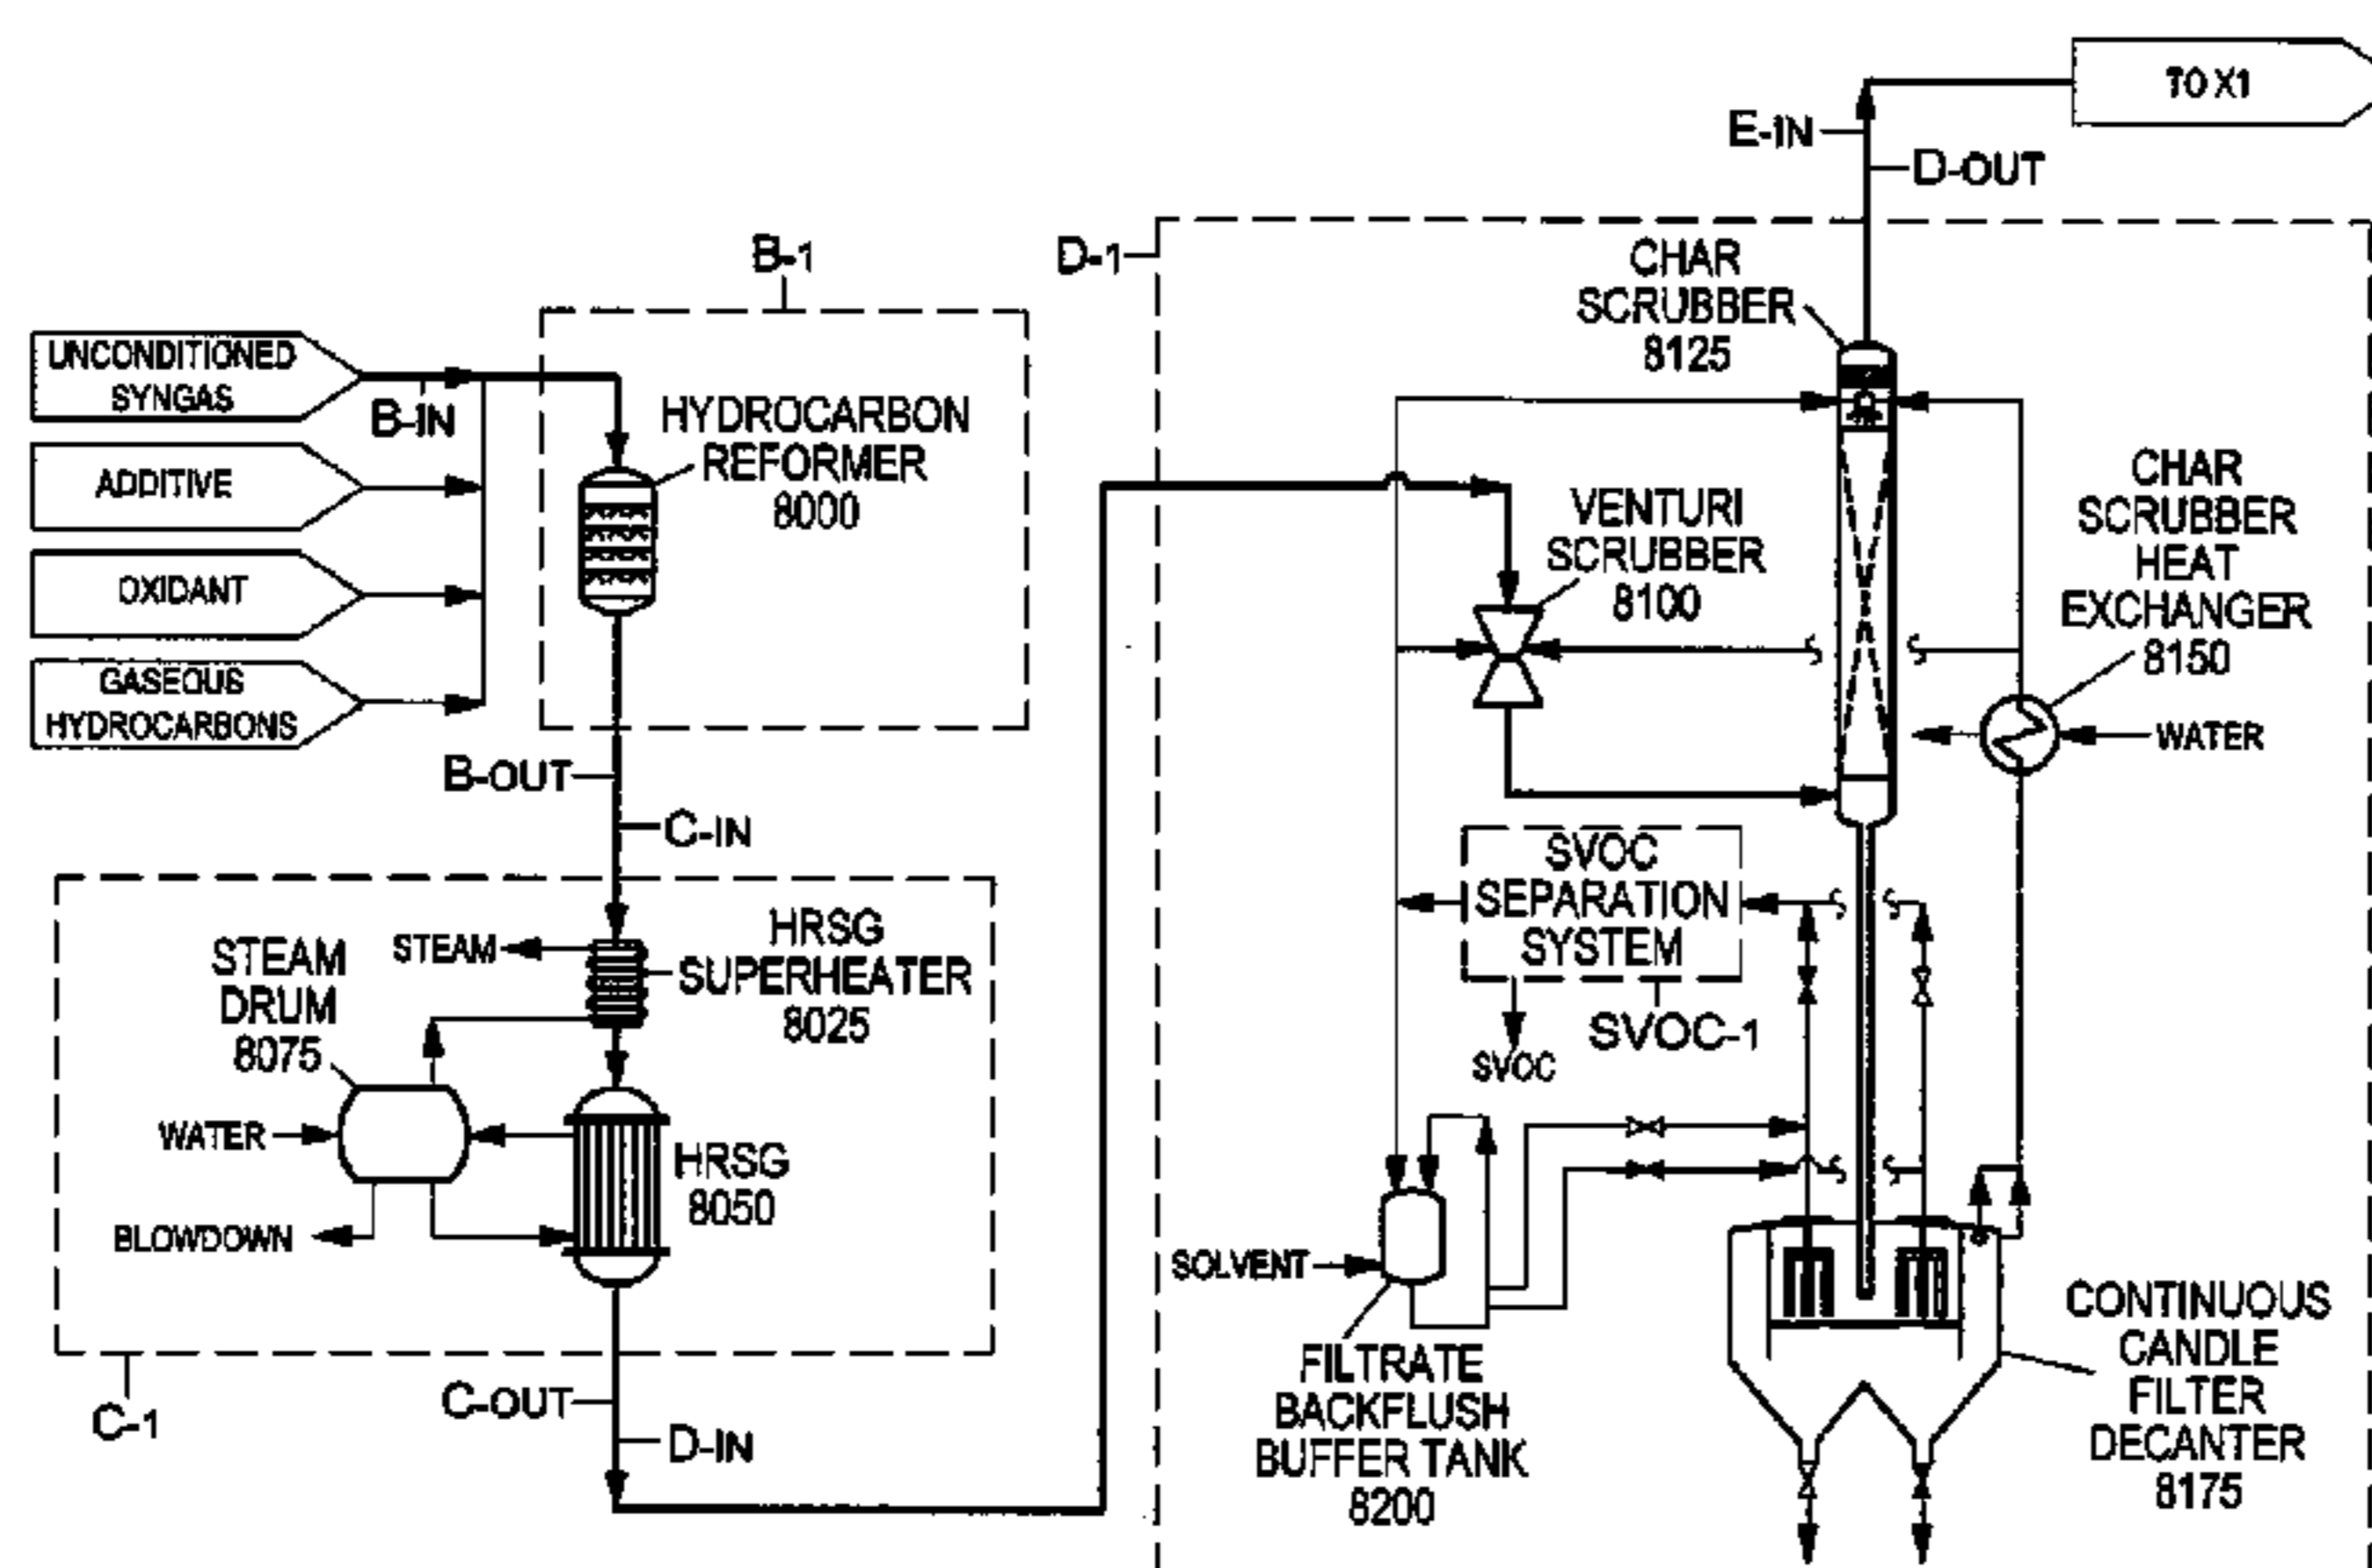 TO X1
E-IN
D-OUT
B-1
D-1
CHAR
SCRUBBER
8125
UNCONDITIONED
SYNGAS
B-IN
ADDITIVE
OXIDANT
GASEOUS
HYDROCARBONS
HYDROCARBON
REFORMER
8000
VENTURI
SCRUBBER
8100
CHAR
SCRUBBER
HEAT
EXCHANGER
8150
WATER
B-OUT
C-IN
SVOC
SEPARATION
SYSTEM
SVOC-1
SVOC
STEAM
DRUM
8075
STEAM
HRSG
SUPERHEATER
8025
WATER
HRSG
8050
BLOWDOWN
SOLVENT
C-1
C-OUT
D-IN
FILTRATE
BACKFLUSH
BUFFER TANK
8200
CONTINUOUS
CANDLE
FILTER
DECANTER
8175